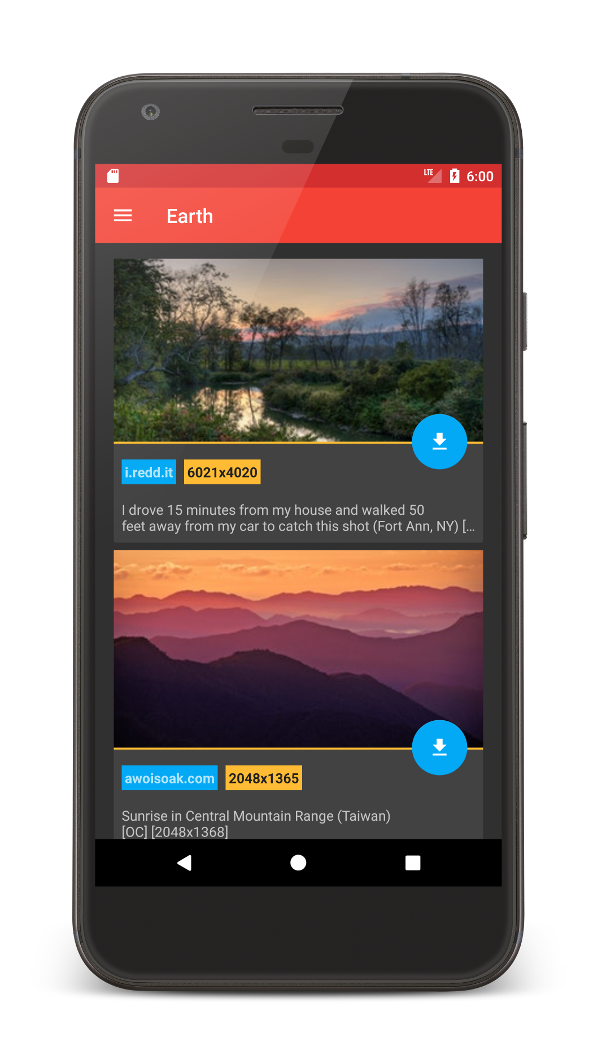 LTE 6:00
Earth
i.redd.it 6021x4020
I drove 15 minutes from my house and walked 50
feet away from my car to catch this shot (Fort Ann, NY) [...
awoisoak.com 2048x1365
Sunrise in Central Mountain Range (Taiwan)
[OC] [2048x1368]